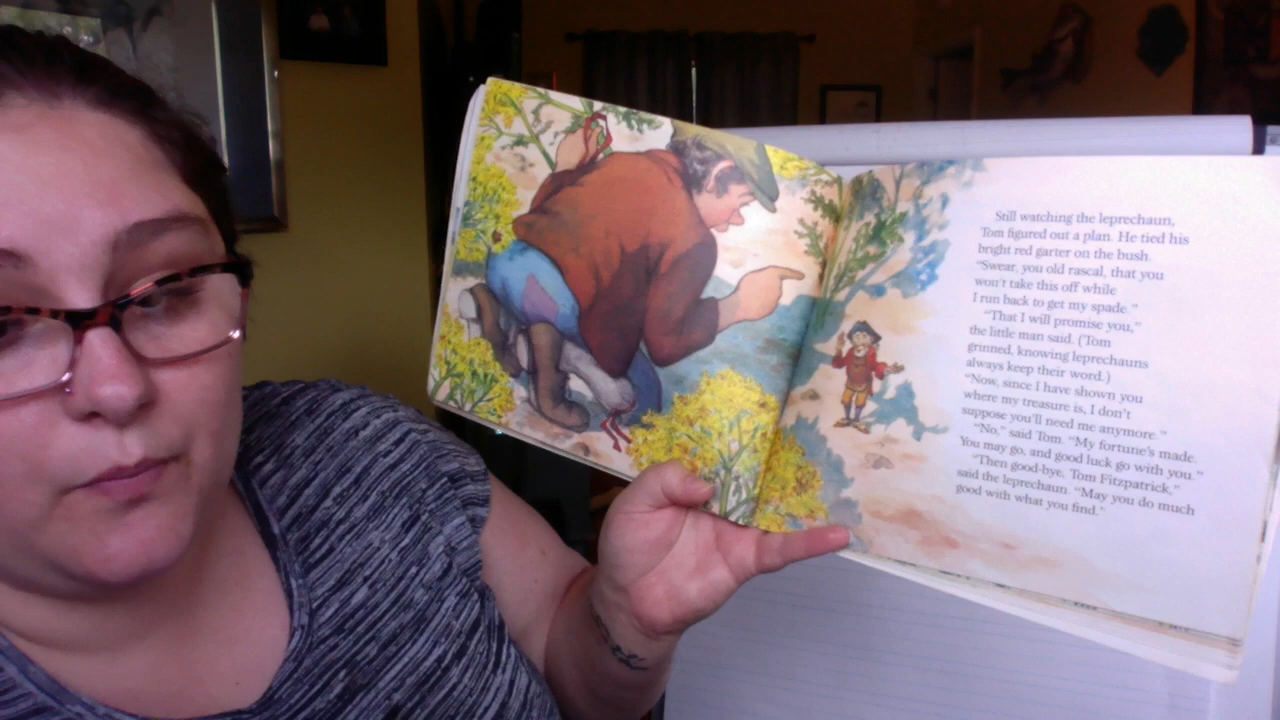 Still watching the leprechaun,
Tom figured out a plan. He tied his
bright red garter on the bush.
"Swear, you old rascal, that you
won't take this off while
I run back to get my spade."
"That I will promise you,"
the little man said. (Tom
grinned, knowing leprechauns
always keep their word.)
"Now, since I have shown you
where my treasure is, I don't
suppose you'll need me anymore."
"No," said Tom. "My fortune's made.
You may go, and good luck go with you."
"Then good-bye, Tom Fitzpatrick,"
said the leprechaun. "May you do much
good with what you find."